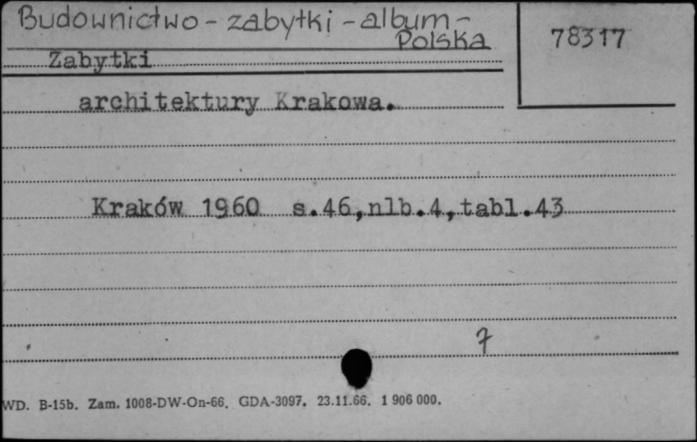 Budownictwo - zabytki - album -
Polska
78317
Zabytki
architektury Krakowa.
Kraków 1960 s.46,nlb.4,tabl.43
7
WD. B-15b. Zam. 1008-DW-On-66. GDA-3097. 23.11.66. 1 906 000.